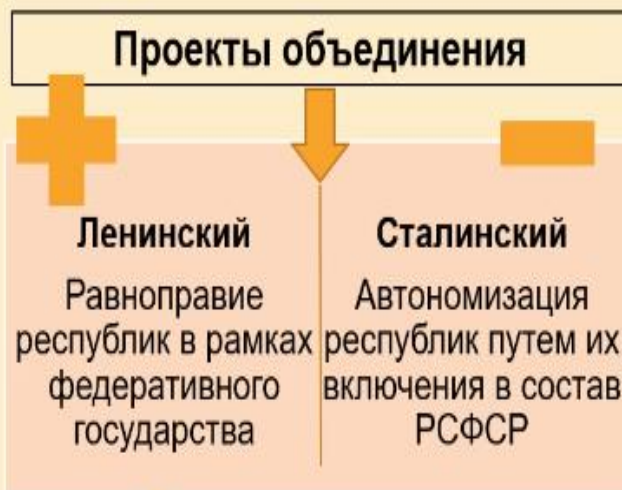 Проекты объединения
Ленинский
Равноправие
республик в рамках
федеративного
государства
Сталинский
Автономизация
республик путем их
включения в состав
РСФСР